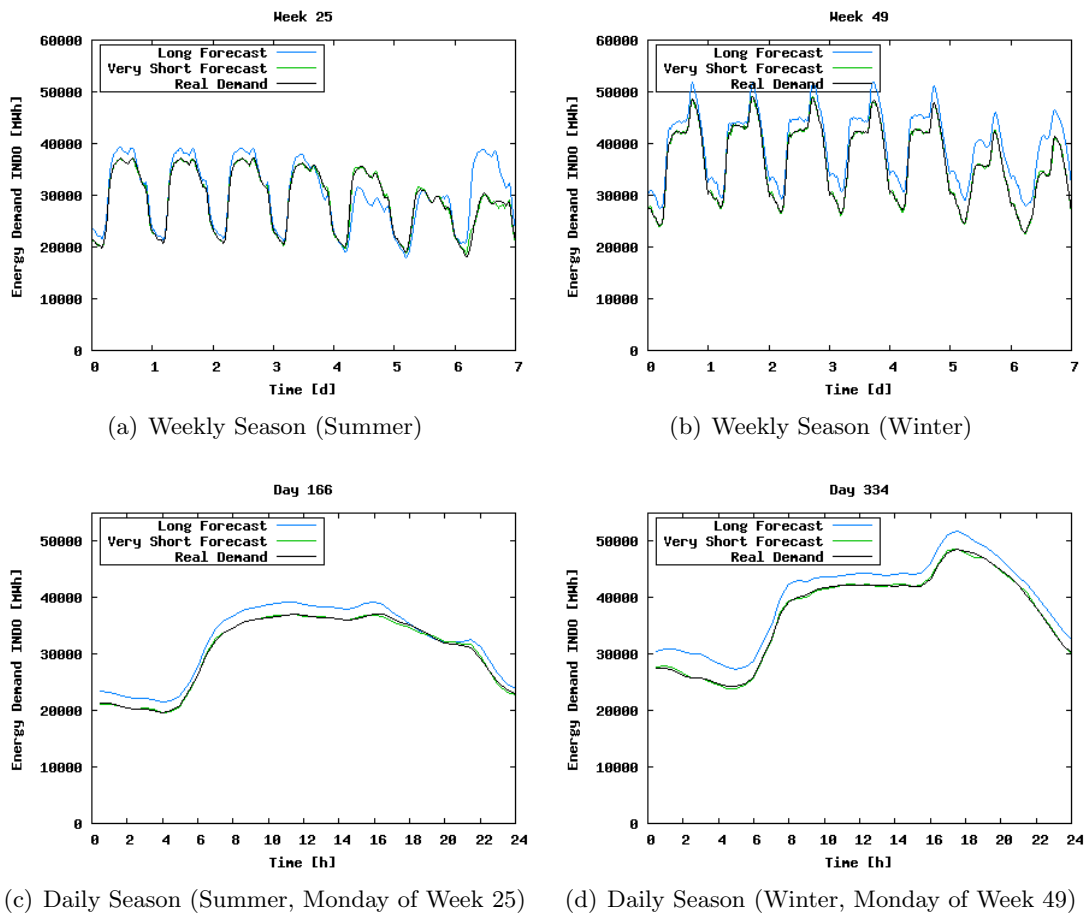 Week 25
Energy Demand INDO [MWh]
60000
50000
40000
30000
20000
10000
0
Long Forecast
Very Short Forecast
Real Demand
0 1 2 3 4 5 6 7
Time [d]
(a) Weekly Season (Summer)
Week 49
Energy Demand INDO [MWh]
60000
50000
40000
30000
20000
10000
0
Long Forecast
Very Short Forecast
Real Demand
0 1 2 3 4 5 6 7
Time [d]
(b) Weekly Season (Winter)
Day 166
Energy Demand INDO [MWh]
50000
40000
30000
20000
10000
0
Long Forecast
Very Short Forecast
Real Demand
0 2 4 6 8 10 12 14 16 18 20 22 24
Time [h]
(c) Daily Season (Summer, Monday of Week 25)
Day 334
Energy Demand INDO [MWh]
50000
40000
30000
20000
10000
0
Long Forecast
Very Short Forecast
Real Demand
0 2 4 6 8 10 12 14 16 18 20 22 24
Time [h]
(d) Daily Season (Winter, Monday of Week 49)